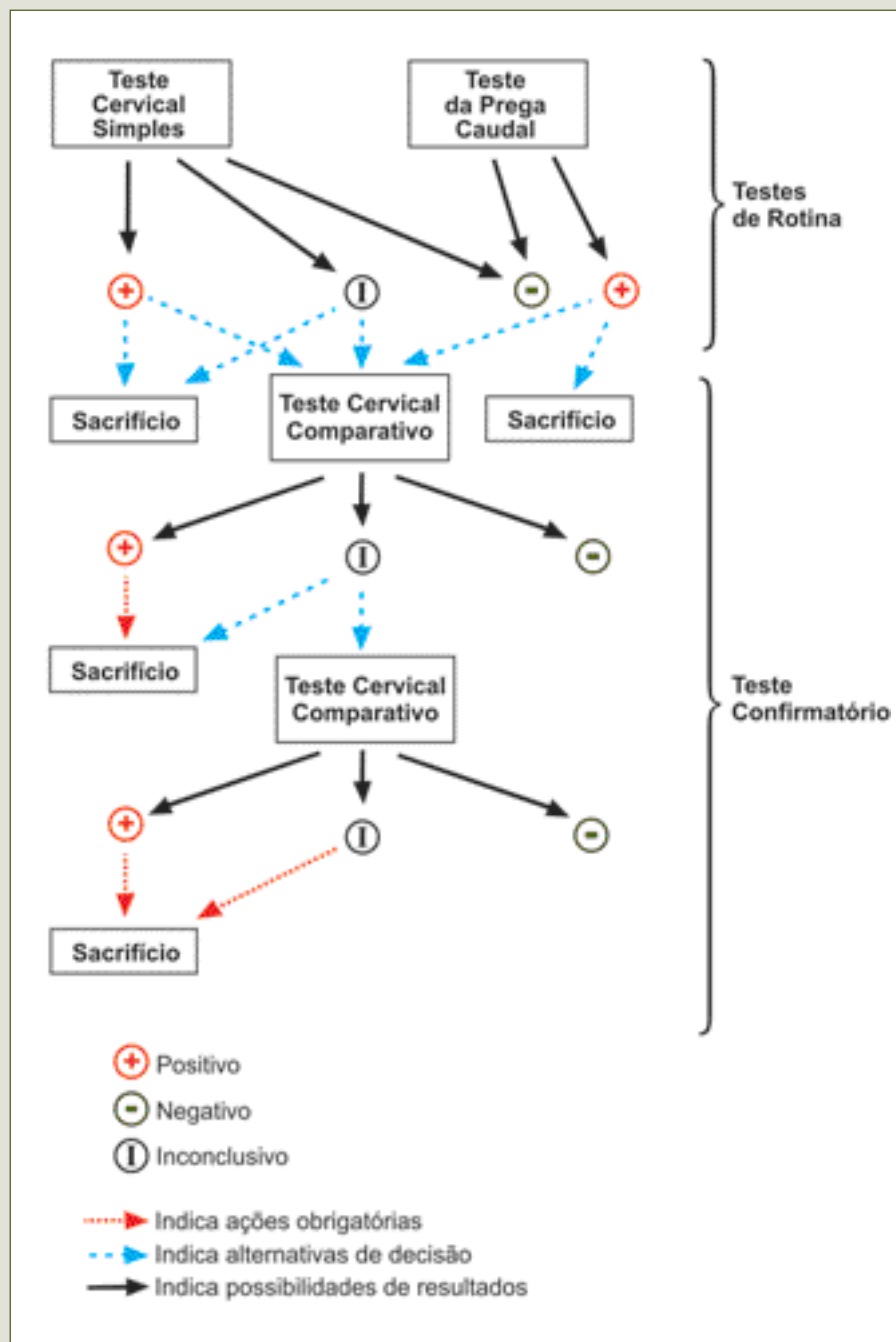 Teste
Cervical
Simples
Teste
da Prega
Caudal
Testes
de Rotina
+
I
-
+
Sacrifício
Teste Cervical
Comparativo
Sacrifício
+
I
-
Sacrifício
Teste Cervical
Comparativo
Teste
Confirmatório
+
I
-
Sacrifício
+ Positivo
- Negativo
I Inconclusivo
Indica ações obrigatórias
Indica alternativas de decisão
Indica possibilidades de resultados